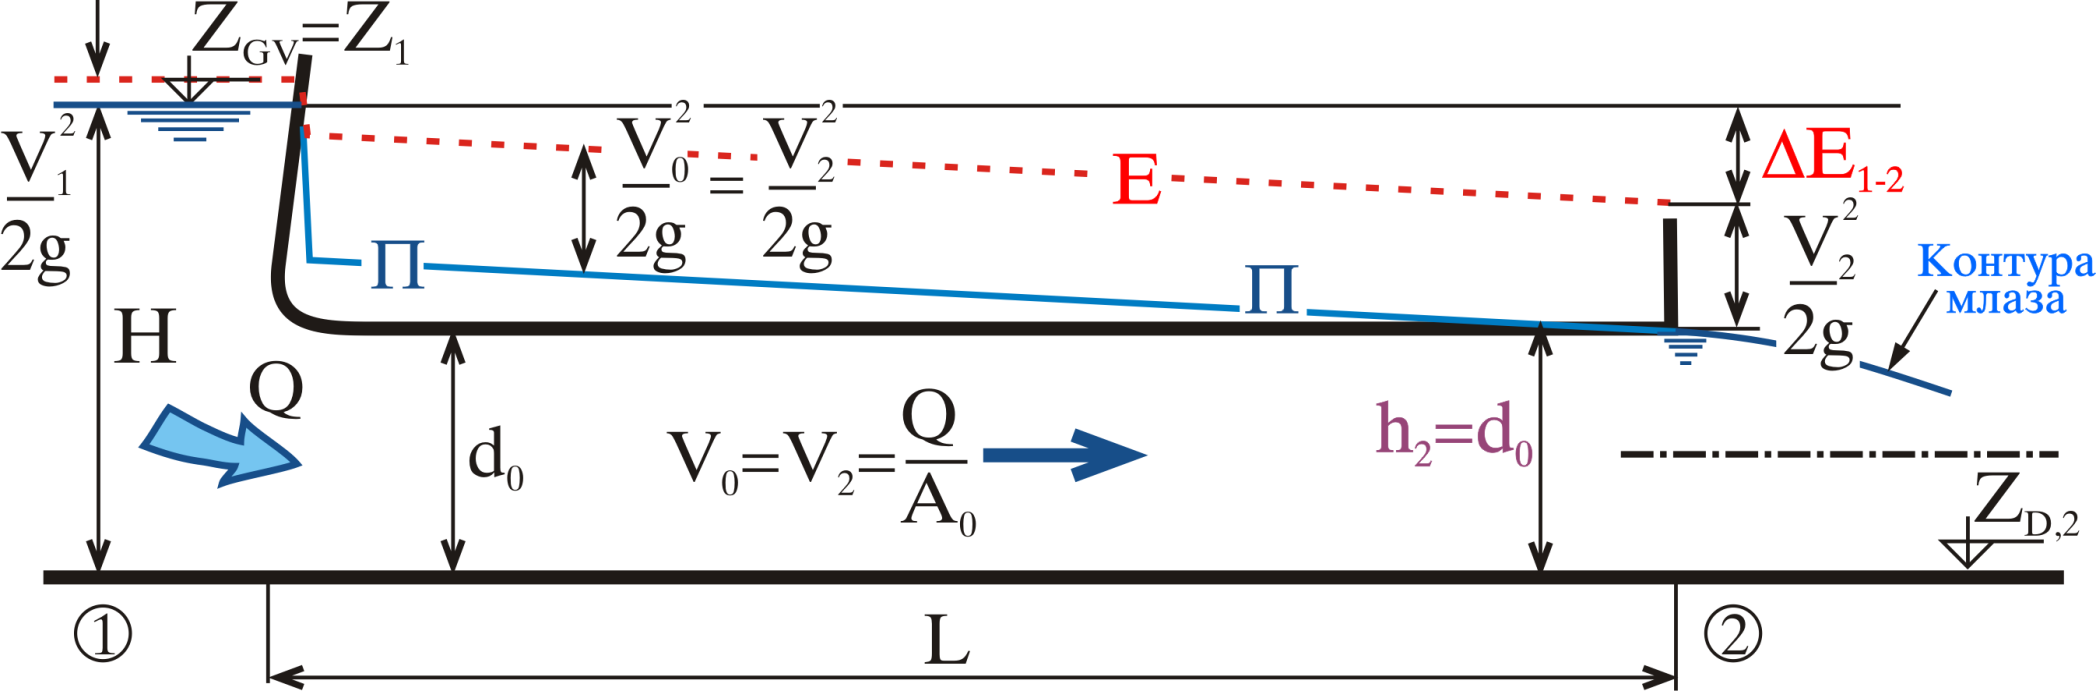 Z_GV=Z_1
V_1^2/2g
H
Q
V_0^2/2g = V_2^2/2g
E
ΔE_1-2
V_2^2/2g
П
П
Контура
млаза
d_0
V_0=V_2=Q/A_0
h_2=d_0
Z_D,2
①
L
②